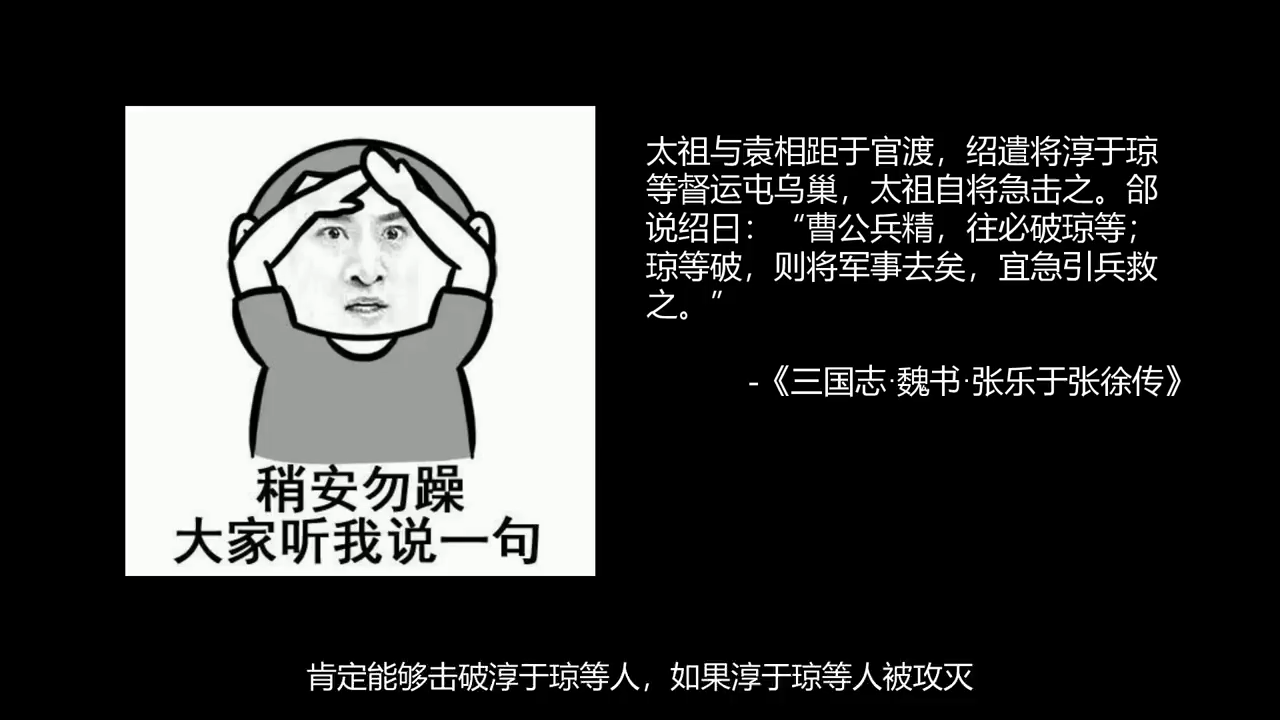 太祖与袁相距于官渡，绍遣将淳于琼
等督运屯乌巢，太祖自将急击之。郃
说绍曰：“曹公兵精，往必破琼等；
琼等破，则将军事去矣，宜急引兵救
之。”
-《三国志·魏书·张乐于张徐传》
稍安勿躁
大家听我说一句
肯定能够击破淳于琼等人，如果淳于琼等人被攻灭